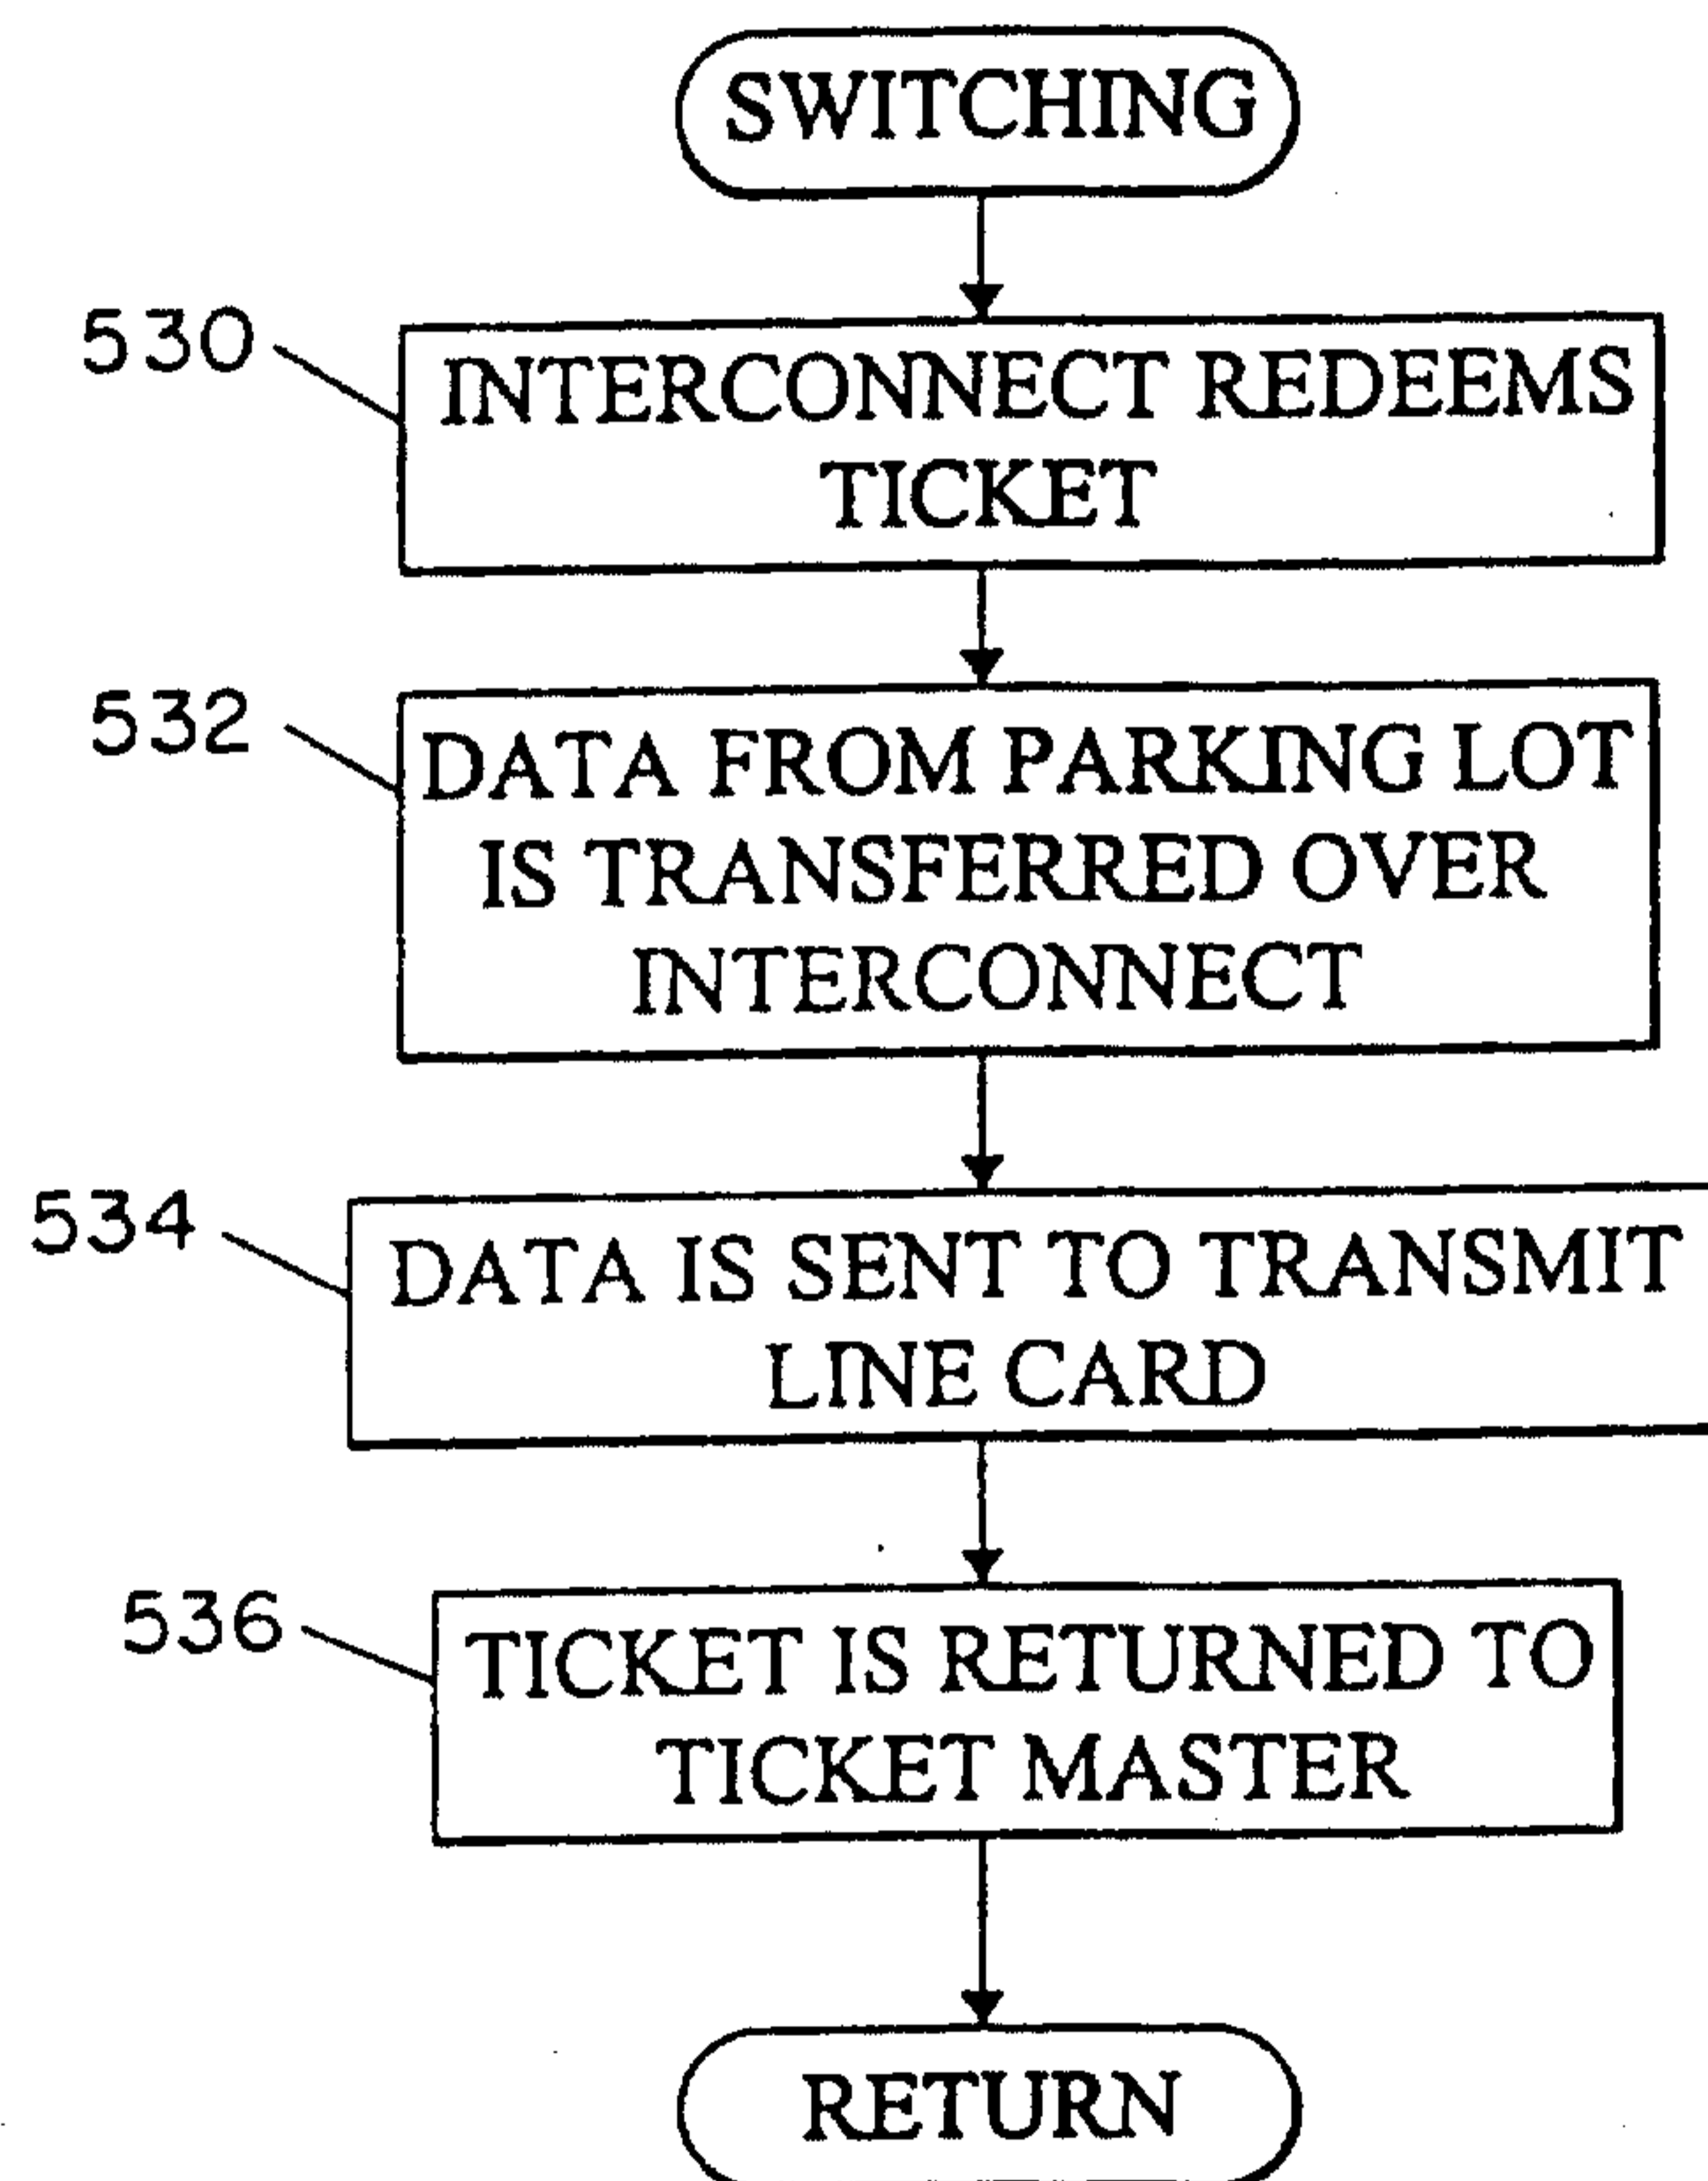 SWITCHING
530
INTERCONNECT REDEEMS
TICKET
532
DATA FROM PARKING LOT
IS TRANSFERRED OVER
INTERCONNECT
534
DATA IS SENT TO TRANSMIT
LINE CARD
536
TICKET IS RETURNED TO
TICKET MASTER
RETURN